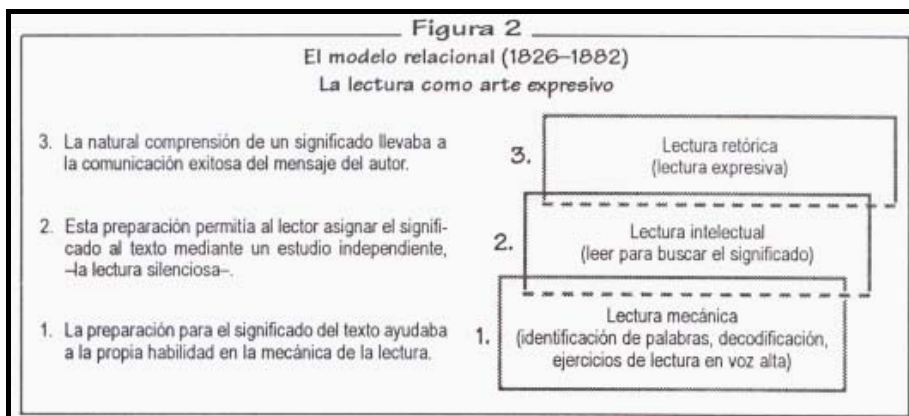 Figura 2
El modelo relacional (1826–1882)
La lectura como arte expresivo
3. La natural comprensión de un significado llevaba
a la comunicación exitosa del mensaje del autor.
3.
Lectura retórica
(lectura expresiva)
2. Esta preparación permitía al lector asignar el signifi-
cado al texto mediante un estudio independiente,
–la lectura silenciosa–.
2.
Lectura intelectual
(leer para buscar el significado)
1. La preparación para el significado del texto ayudaba
a la propia habilidad en la mecánica de la lectura.
1.
Lectura mecánica
(identificación de palabras, decodificación,
ejercicios de lectura en voz alta)